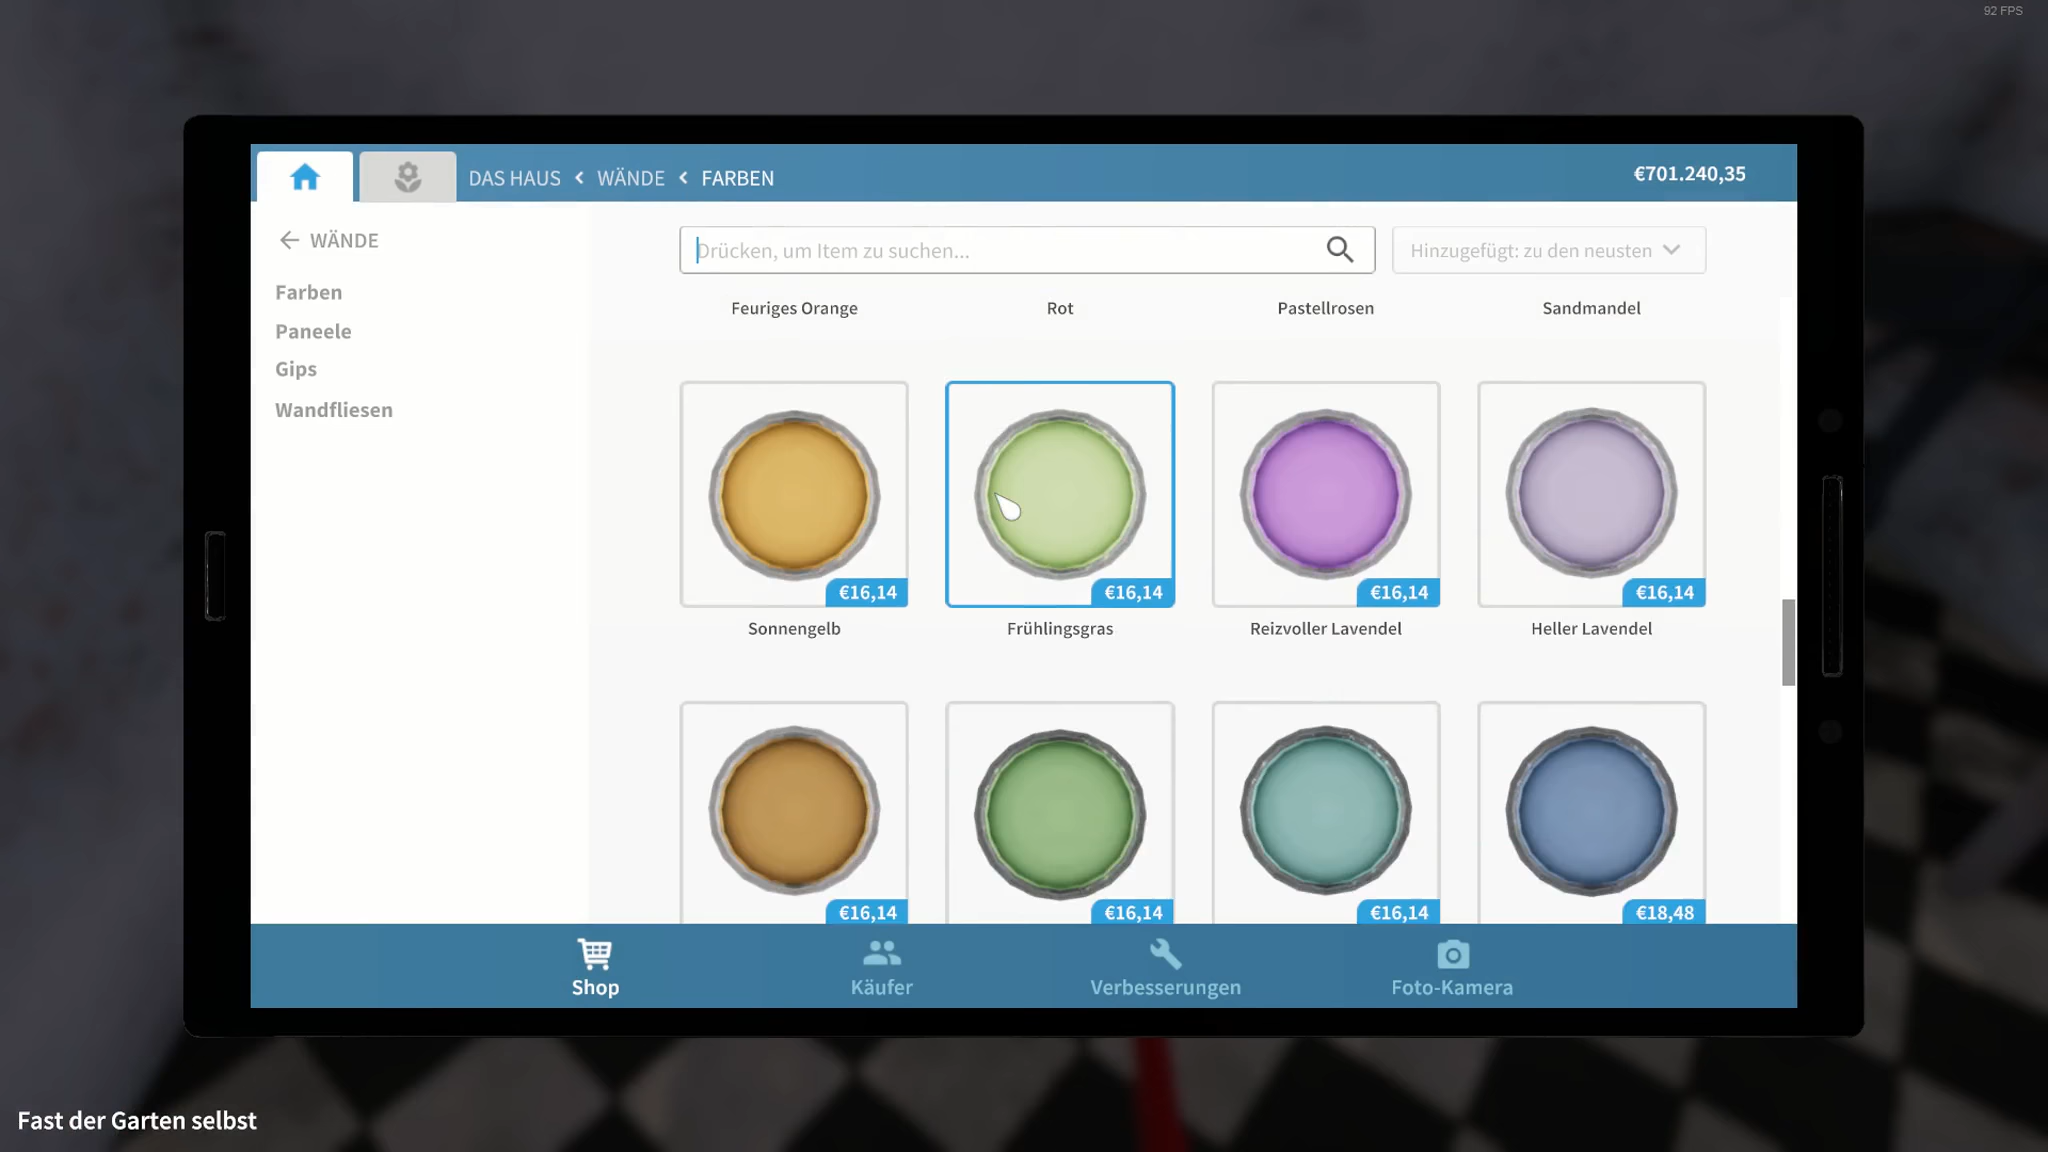 92 FPS
DAS HAUS < WÄNDE < FARBEN
€701.240,35
WÄNDE
Farben
Paneele
Gips
Wandfliesen
Drücken, um Item zu suchen...
Hinzugefügt: zu den neusten
Feuriges Orange
Rot
Pastellrosen
Sandmandel
€16,14
€16,14
€16,14
€16,14
Sonnengelb
Frühlingsgras
Reizvoller Lavendel
Heller Lavendel
€16,14
€16,14
€16,14
€18,48
Shop
Käufer
Verbesserungen
Foto-Kamera
Fast der Garten selbst